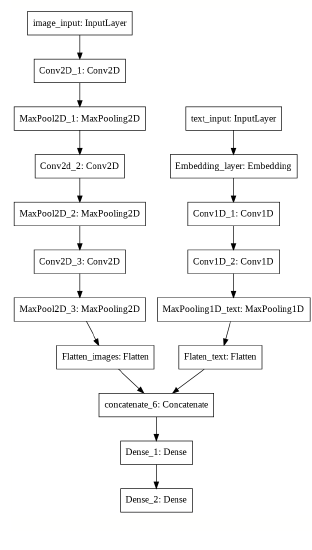 image_input: InputLayer
Conv2D_1: Conv2D
MaxPool2D_1: MaxPooling2D
text_input: InputLayer
Conv2d_2: Conv2D
Embedding_layer: Embedding
MaxPool2D_2: MaxPooling2D
Conv1D_1: Conv1D
Conv2D_3: Conv2D
Conv1D_2: Conv1D
MaxPool2D_3: MaxPooling2D
MaxPooling1D_text: MaxPooling1D
Flatten_images: Flatten
Flaten_text: Flatten
concatenate_6: Concatenate
Dense_1: Dense
Dense_2: Dense